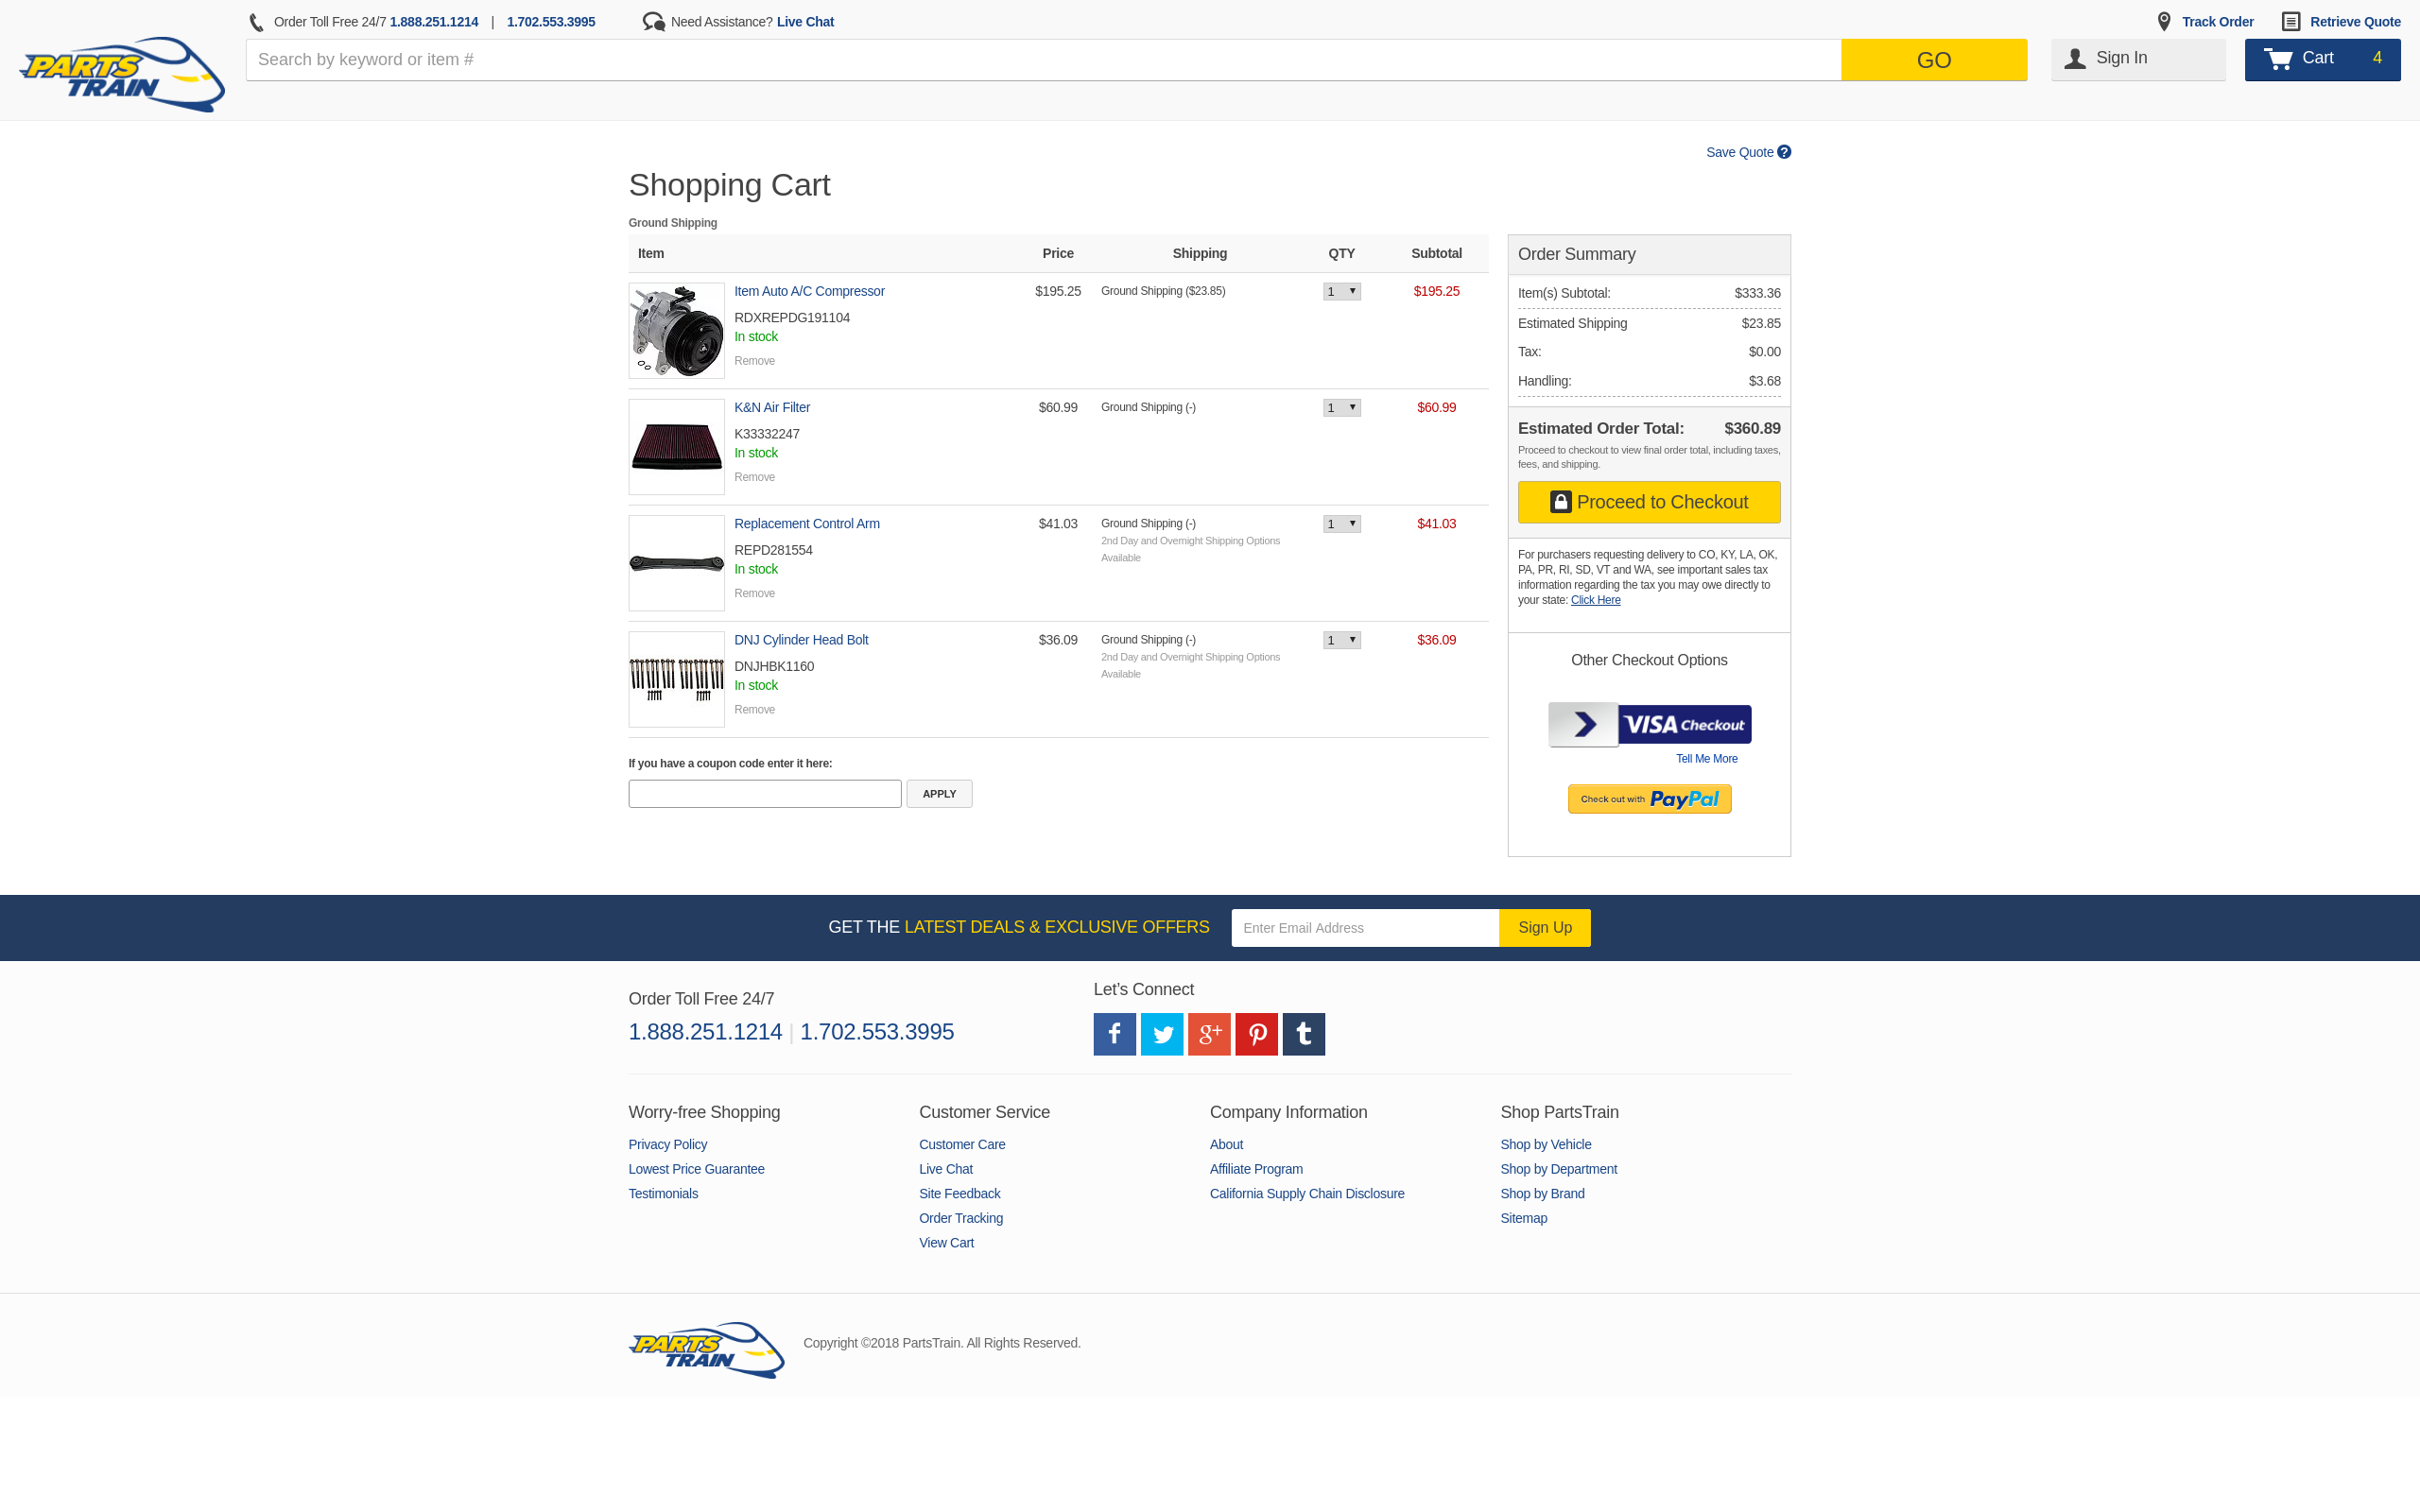 Order Toll Free 24/7 1.888.251.1214 | 1.702.553.3995
Need Assistance? Live Chat
Track Order
Retrieve Quote
PARTS TRAIN
Search by keyword or item #
GO
Sign In
Cart 4
Save Quote ?
Shopping Cart
Ground Shipping
Item Price Shipping QTY Subtotal
Item Auto A/C Compressor $195.25 Ground Shipping ($23.85) 1 $195.25
RDXREPDG191104
In stock
Remove
K&N Air Filter $60.99 Ground Shipping (-) 1 $60.99
K33332247
In stock
Remove
Replacement Control Arm $41.03 Ground Shipping (-) 1 $41.03
2nd Day and Overnight Shipping Options
Available
REPD281554
In stock
Remove
DNJ Cylinder Head Bolt $36.09 Ground Shipping (-) 1 $36.09
2nd Day and Overnight Shipping Options
Available
DNJHBK1160
In stock
Remove
If you have a coupon code enter it here:
APPLY
Order Summary
Item(s) Subtotal: $333.36
Estimated Shipping $23.85
Tax: $0.00
Handling: $3.68
Estimated Order Total: $360.89
Proceed to checkout to view final order total, including taxes,
fees, and shipping.
Proceed to Checkout
For purchasers requesting delivery to CO, KY, LA, OK,
PA, PR, RI, SD, VT and WA, see important sales tax
information regarding the tax you may owe directly to
your state: Click Here
Other Checkout Options
VISA Checkout
Tell Me More
Check out with PayPal
GET THE LATEST DEALS & EXCLUSIVE OFFERS
Enter Email Address
Sign Up
Order Toll Free 24/7
1.888.251.1214 | 1.702.553.3995
Let's Connect
f
g+
t
Worry-free Shopping
Privacy Policy
Lowest Price Guarantee
Testimonials
Customer Service
Customer Care
Live Chat
Site Feedback
Order Tracking
View Cart
Company Information
About
Affiliate Program
California Supply Chain Disclosure
Shop PartsTrain
Shop by Vehicle
Shop by Department
Shop by Brand
Sitemap
PARTS TRAIN
Copyright ©2018 PartsTrain. All Rights Reserved.